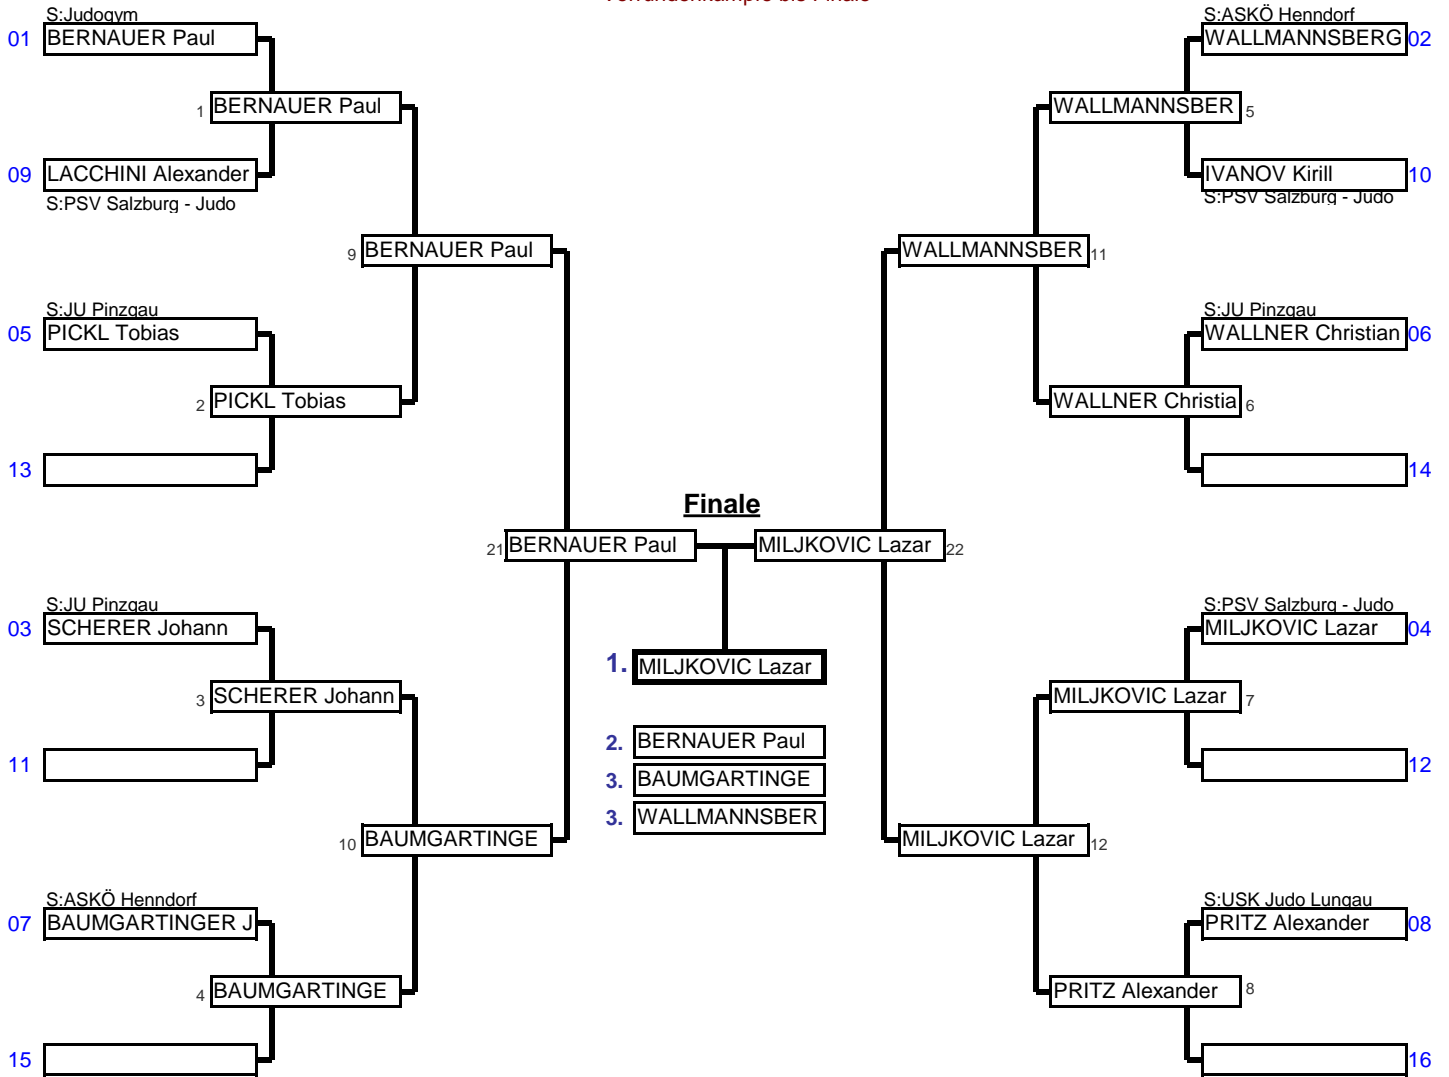 Vorrundenkämpfe bis Finale
S:Judogym
01 BERNAUER Paul
1 BERNAUER Paul
09 LACCHINI Alexander
S:PSV Salzburg - Judo
9 BERNAUER Paul
S:JU Pinzgau
05 PICKL Tobias
2 PICKL Tobias
13
21 BERNAUER Paul
S:JU Pinzgau
03 SCHERER Johann
3 SCHERER Johann
11
10 BAUMGARTINGE
S:ASKÖ Henndorf
07 BAUMGARTINGER J
4 BAUMGARTINGE
15
Finale
1. MILJKOVIC Lazar
2. BERNAUER Paul
3. BAUMGARTINGE
3. WALLMANNSBER
S:ASKÖ Henndorf
WALLMANNSBERG 02
WALLMANNSBER 5
IVANOV Kirill 10
S:PSV Salzburg - Judo
WALLMANNSBER 11
S:JU Pinzgau
WALLNER Christian 06
WALLNER Christia 6
14
MILJKOVIC Lazar 22
S:PSV Salzburg - Judo
MILJKOVIC Lazar 04
MILJKOVIC Lazar 7
12
MILJKOVIC Lazar 12
S:USK Judo Lungau
PRITZ Alexander 08
PRITZ Alexander 8
16